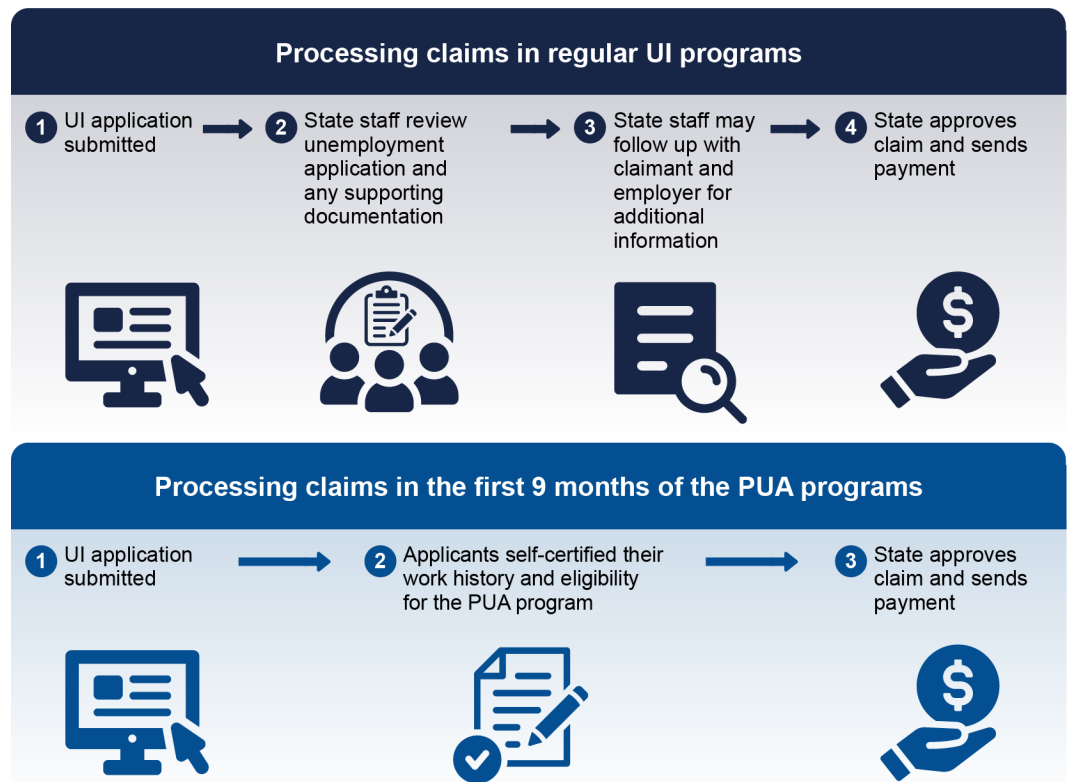 Processing claims in regular UI programs
1 UI application
submitted
2 State staff review
unemployment
application and
any supporting
documentation
3 State staff may
follow up with
claimant and
employer for
additional
information
4 State approves
claim and sends
payment
$
Processing claims in the first 9 months of the PUA programs
1 UI application
submitted
2 Applicants self-certified their
work history and eligibility
for the PUA program
3 State approves
claim and sends
payment
$